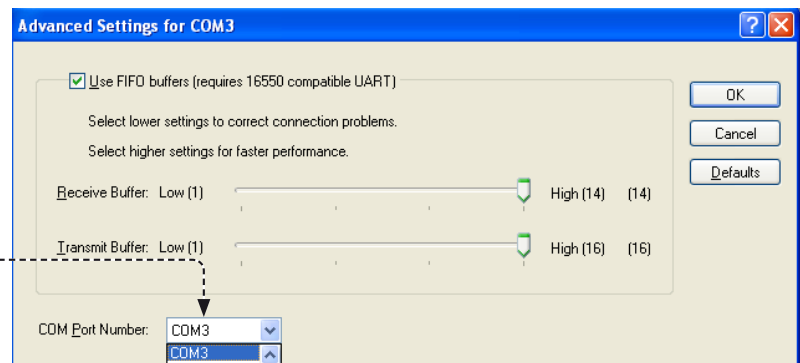 Advanced Settings for COM3
Use FIFO buffers (requires 16550 compatible UART)
OK
Select lower settings to correct connection problems.
Cancel
Select higher settings for faster performance.
Defaults
Receive Buffer: Low (1) High (14) (14)
Transmit Buffer: Low (1) High (16) (16)
COM Port Number: COM3
COM3